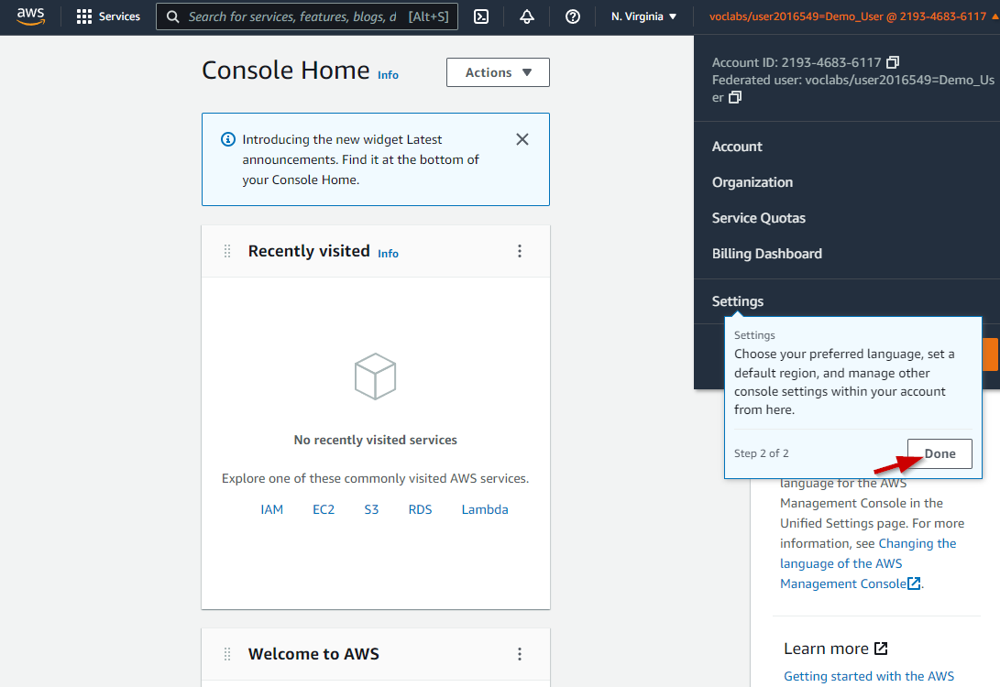 aws
Services
Search for services, features, blogs, d [Alt+S]
N. Virginia
voclabs/user2016549=Demo_User @ 2193-4683-6117
Console Home Info
Actions
Introducing the new widget Latest
announcements. Find it at the bottom of
your Console Home.
Recently visited Info
No recently visited services
Explore one of these commonly visited AWS services.
IAM EC2 S3 RDS Lambda
Welcome to AWS
Account ID: 2193-4683-6117
Federated user: voclabs/user2016549=Demo_Us
er
Account
Organization
Service Quotas
Billing Dashboard
Settings
Settings
Choose your preferred language, set a
default region, and manage other
console settings within your account
from here.
Step 2 of 2
Done
language for the AWS
Management Console in the
Unified Settings page. For more
information, see Changing the
language of the AWS
Management Console.
Learn more
Getting started with the AWS